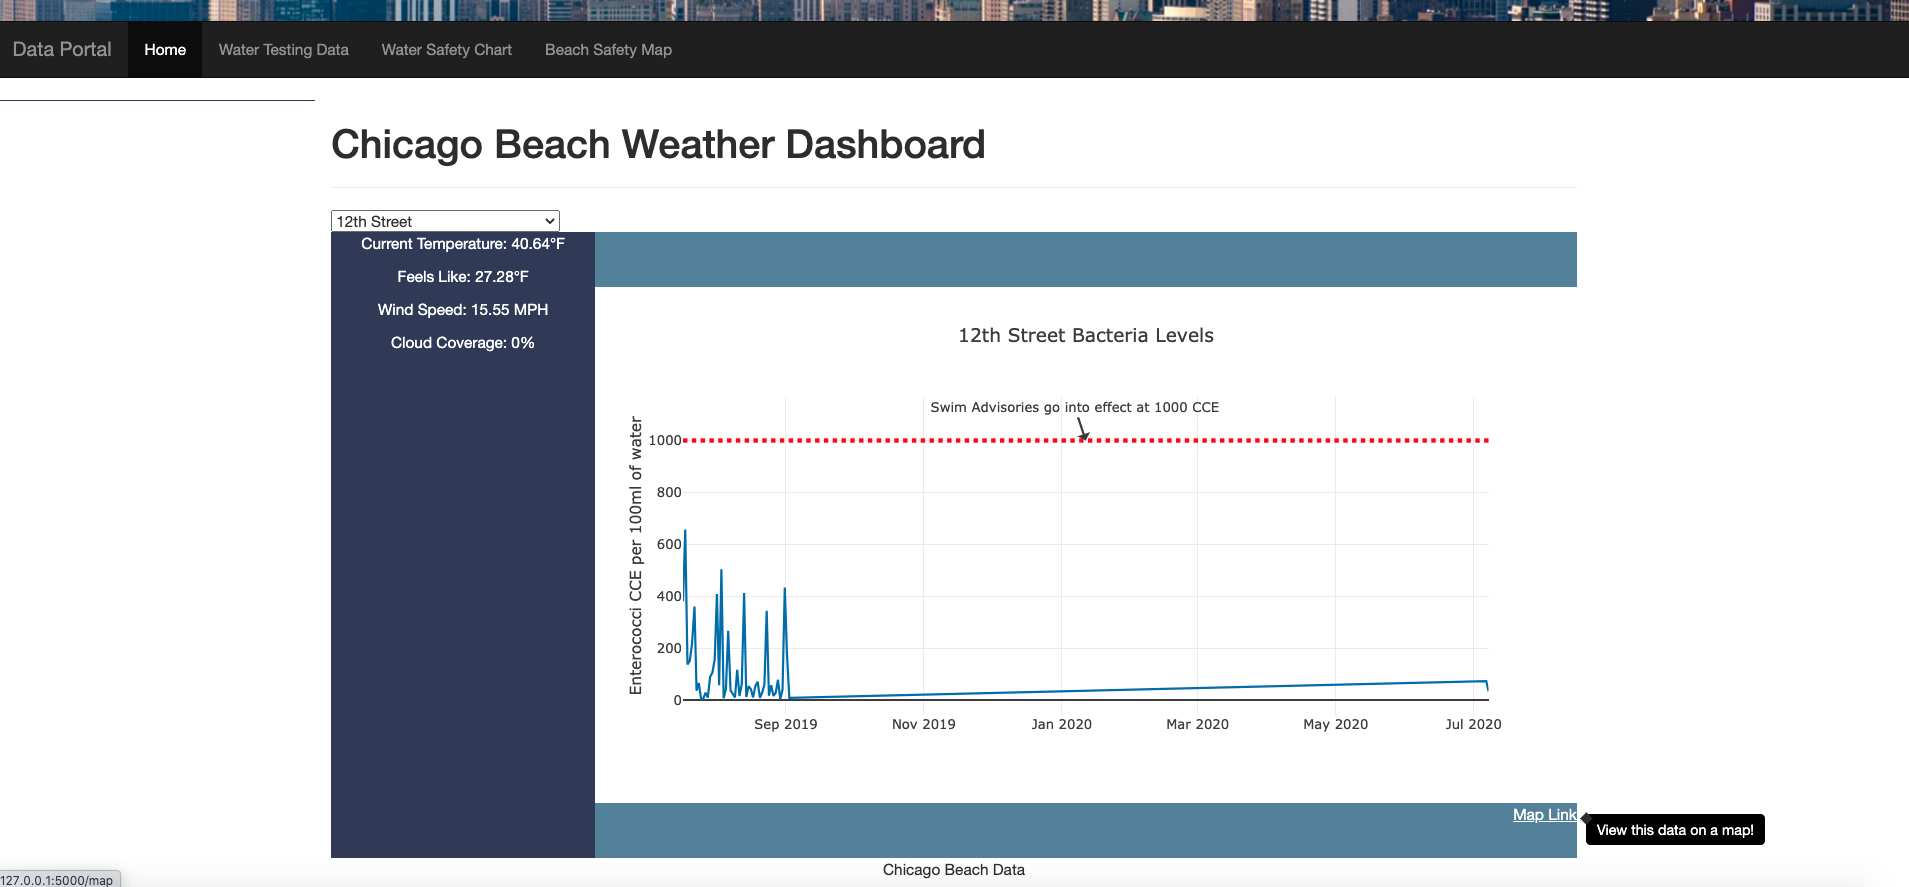 Data Portal Home Water Testing Data Water Safety Chart Beach Safety Map
Chicago Beach Weather Dashboard
12th Street
Current Temperature: 40.64°F
Feels Like: 27.28°F
Wind Speed: 15.55 MPH
Cloud Coverage: 0%
12th Street Bacteria Levels
Swim Advisories go into effect at 1000 CCE
Enterococci CCE per 100ml of water
1000
800
600
400
200
0
Sep 2019 Nov 2019 Jan 2020 Mar 2020 May 2020 Jul 2020
Map Link
View this data on a map!
Chicago Beach Data
127.0.0.1:5000/map